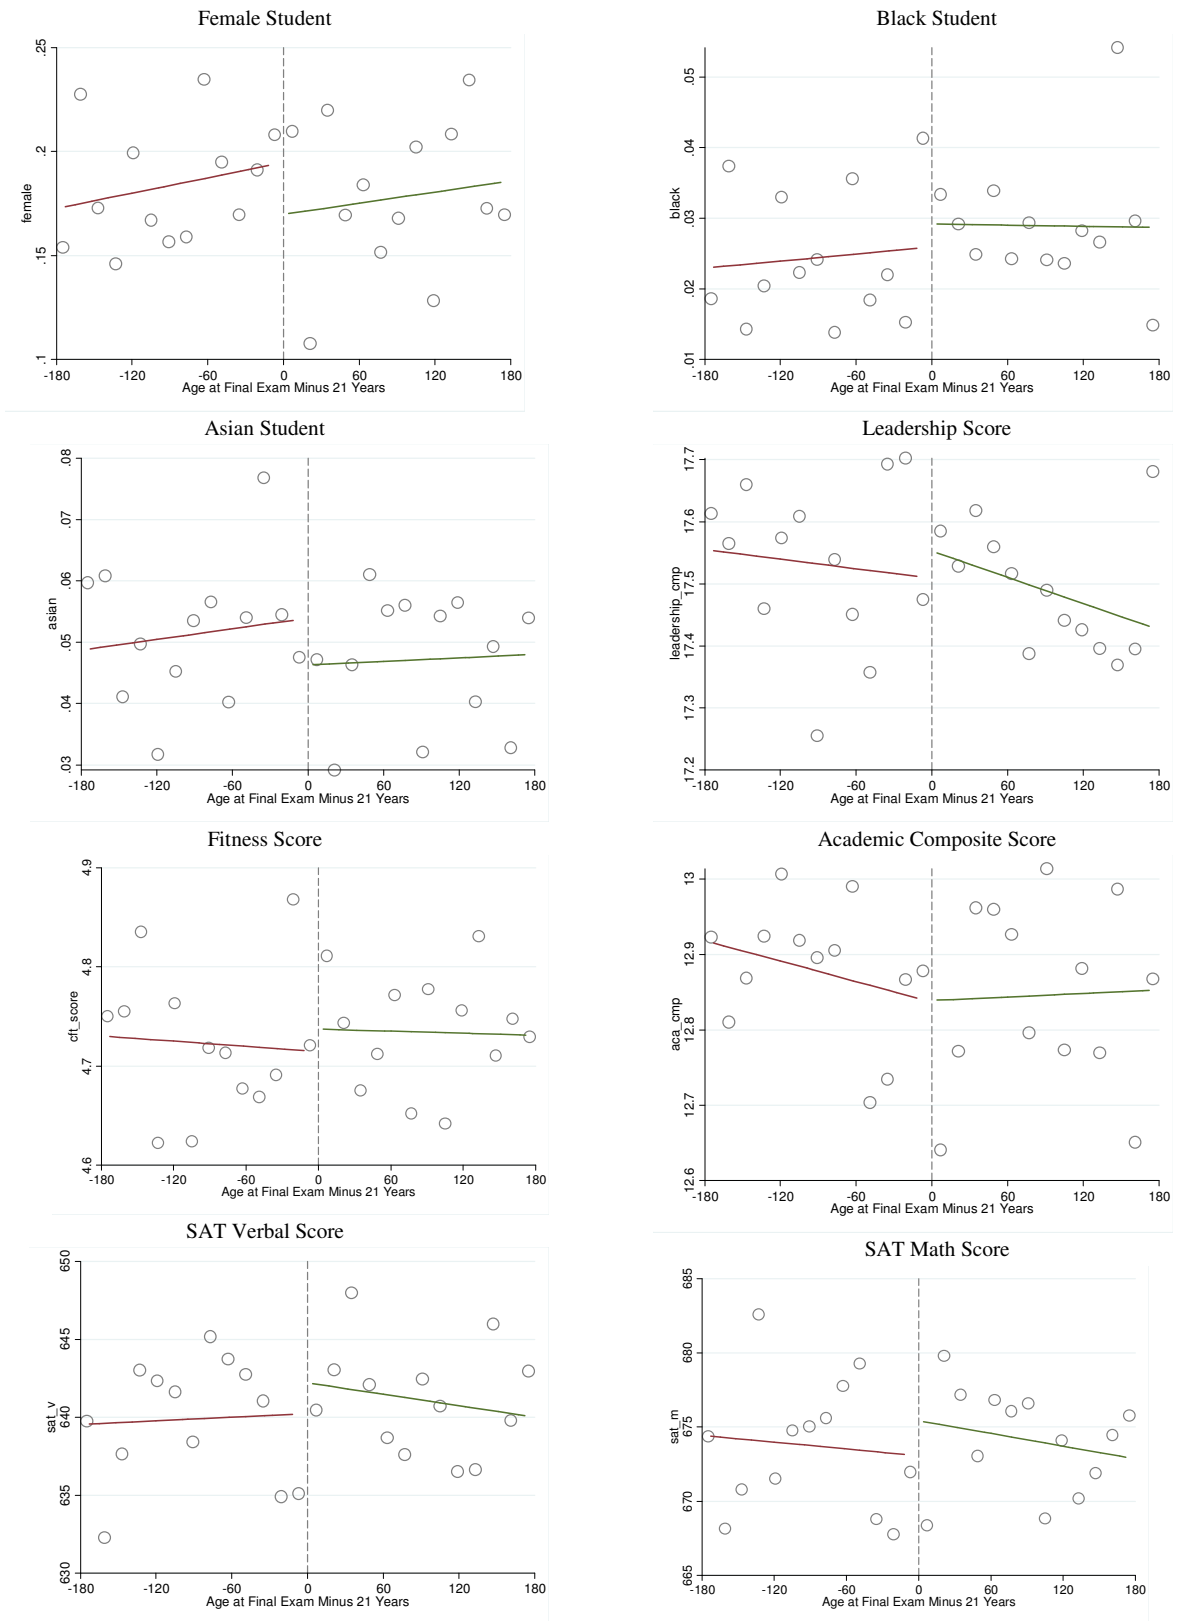 Female Student
.25
.2
.15
.1
female
-180 -120 -60 0 60 120 180
Age at Final Exam Minus 21 Years
Black Student
.05
.04
.03
.02
.01
black
-180 -120 -60 0 60 120 180
Age at Final Exam Minus 21 Years
Asian Student
.08
.07
.06
.05
.04
.03
asian
-180 -120 -60 0 60 120 180
Age at Final Exam Minus 21 Years
Leadership Score
17.7
17.6
17.5
17.4
17.3
17.2
leadership_cmp
-180 -120 -60 0 60 120 180
Age at Final Exam Minus 21 Years
Fitness Score
4.9
4.8
4.7
4.6
cft_score
-180 -120 -60 0 60 120 180
Age at Final Exam Minus 21 Years
Academic Composite Score
13
12.9
12.8
12.7
12.6
aca_cmp
-180 -120 -60 0 60 120 180
Age at Final Exam Minus 21 Years
SAT Verbal Score
650
645
640
635
630
sat_v
-180 -120 -60 0 60 120 180
Age at Final Exam Minus 21 Years
SAT Math Score
685
680
675
670
665
sat_m
-180 -120 -60 0 60 120 180
Age at Final Exam Minus 21 Years